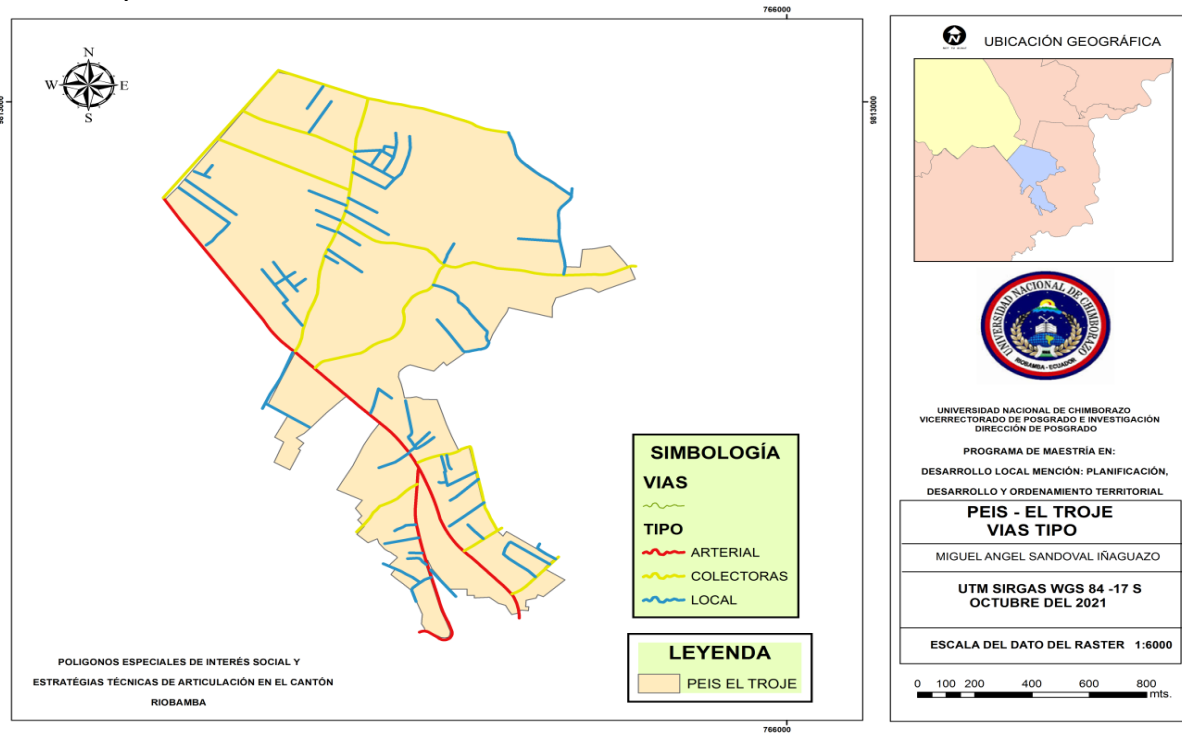 766000
N
W
E
S
9813000
9813000
SIMBOLOGÍA
VIAS
TIPO
ARTERIAL
COLECTORAS
LOCAL
LEYENDA
PEIS EL TROJE
POLIGONOS ESPECIALES DE INTERÉS SOCIAL Y
ESTRATÉGIAS TÉCNICAS DE ARTICULACIÓN EN EL CANTÓN
RIOBAMBA
766000
UBICACIÓN GEOGRÁFICA
UNIVERSIDAD NACIONAL DE CHIMBORAZO
RIOBAMBA - ECUADOR
UNIVERSIDAD NACIONAL DE CHIMBORAZO
VICERRECTORADO DE POSGRADO E INVESTIGACIÓN
DIRECCIÓN DE POSGRADO
PROGRAMA DE MAESTRÍA EN:
DESARROLLO LOCAL MENCIÓN: PLANIFICACIÓN,
DESARROLLO Y ORDENAMIENTO TERRITORIAL
PEIS - EL TROJE
VIAS TIPO
MIGUEL ANGEL SANDOVAL IÑAGUAZO
UTM SIRGAS WGS 84 -17 S
OCTUBRE DEL 2021
ESCALA DEL DATO DEL RASTER 1:6000
0 100 200 400 600 800
mts.